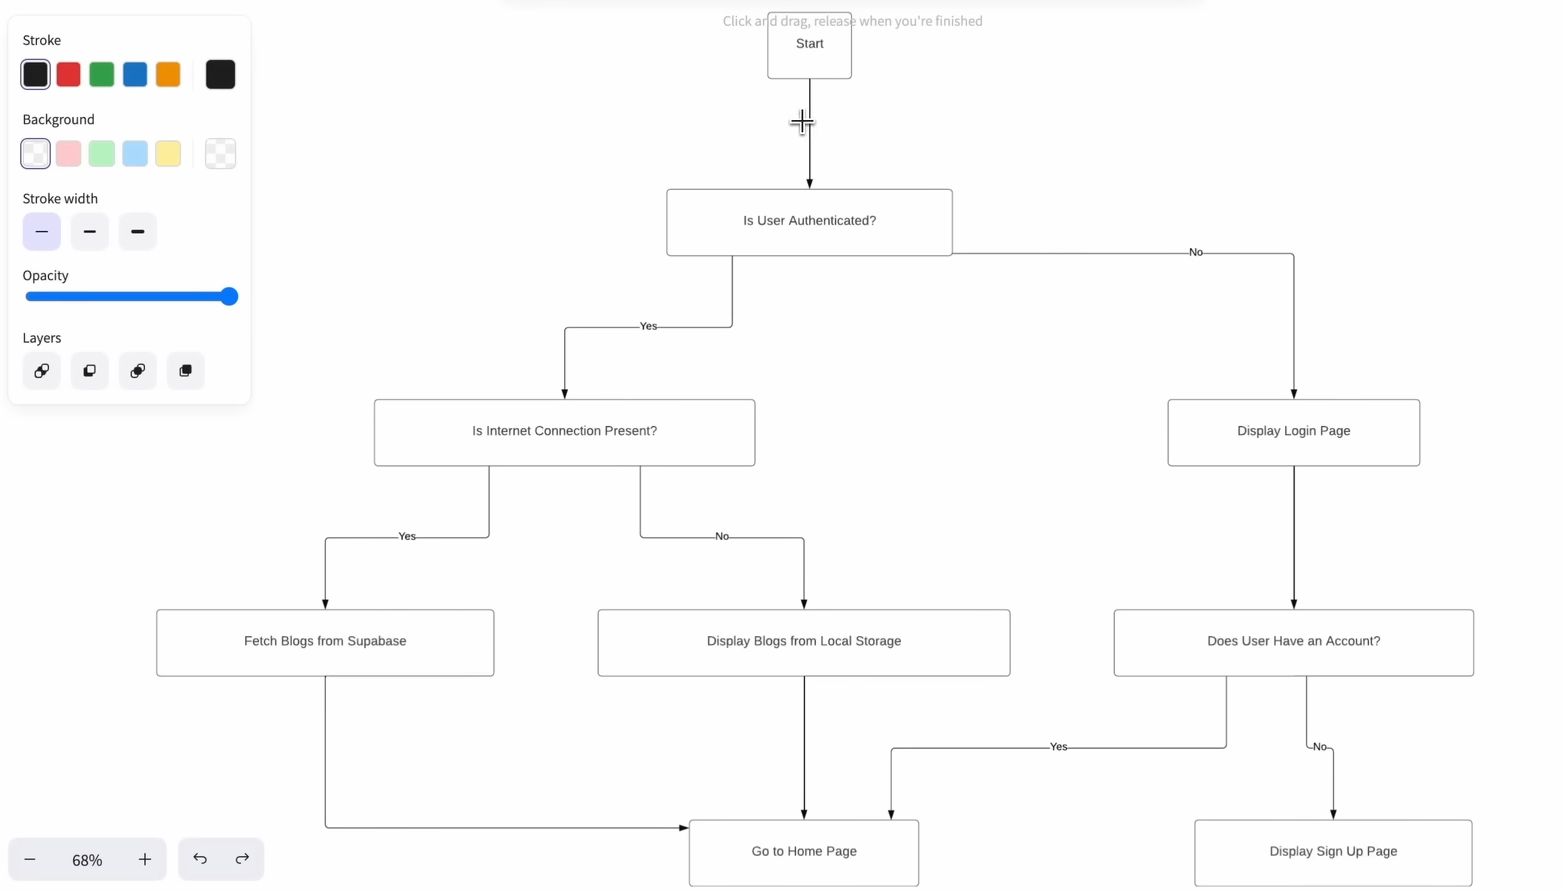 Click and drag, release when you're finished
Stroke
Start
Background
Stroke width
Is User Authenticated?
No
Opacity
Yes
Layers
Is Internet Connection Present?
Display Login Page
Yes
No
Fetch Blogs from Supabase
Display Blogs from Local Storage
Does User Have an Account?
Yes
No
68%
Go to Home Page
Display Sign Up Page